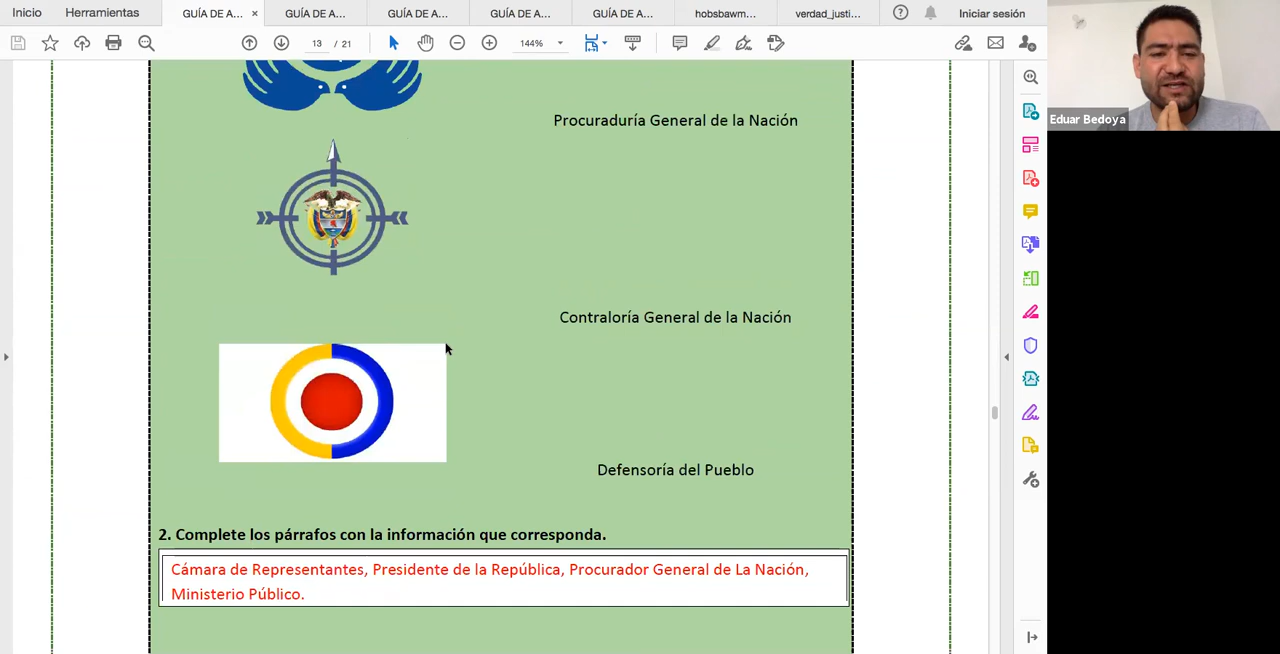 Inicio Herramientas GUÍA DE A... × GUÍA DE A... GUÍA DE A... GUÍA DE A... GUÍA DE A... hobsbawm... verdad_justi... Iniciar sesión
13 / 21 144%
Eduar Bedoya
Procuraduría General de la Nación
Contraloría General de la Nación
Defensoría del Pueblo
2. Complete los párrafos con la información que corresponda.
Cámara de Representantes, Presidente de la República, Procurador General de La Nación,
Ministerio Público.